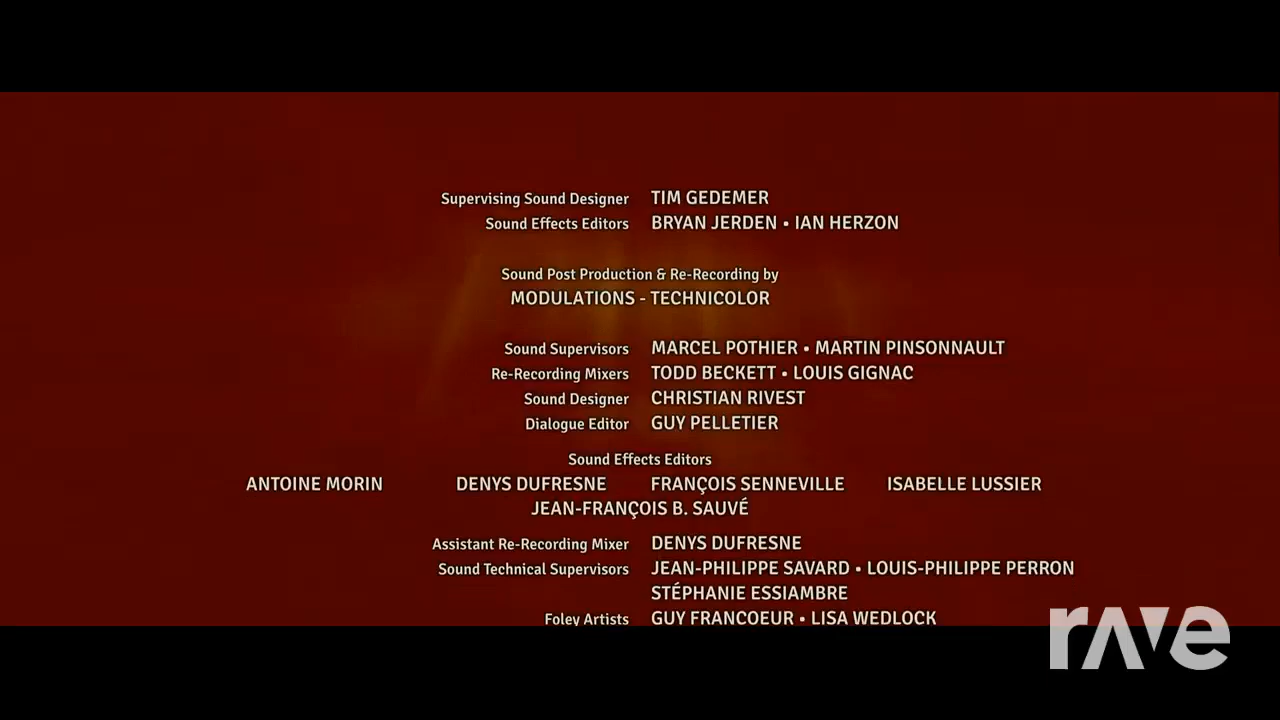 Supervising Sound Designer TIM GEDEMER
Sound Effects Editors BRYAN JERDEN • IAN HERZON
Sound Post Production & Re-Recording by
MODULATIONS - TECHNICOLOR
Sound Supervisors MARCEL POTHIER • MARTIN PINSONNAULT
Re-Recording Mixers TODD BECKETT • LOUIS GIGNAC
Sound Designer CHRISTIAN RIVEST
Dialogue Editor GUY PELLETIER
Sound Effects Editors
ANTOINE MORIN DENYS DUFRESNE FRANÇOIS SENNEVILLE ISABELLE LUSSIER
JEAN-FRANÇOIS B. SAUVÉ
Assistant Re-Recording Mixer DENYS DUFRESNE
Sound Technical Supervisors JEAN-PHILIPPE SAVARD • LOUIS-PHILIPPE PERRON
STÉPHANIE ESSIAMBRE
Foley Artists GUY FRANCOEUR • LISA WEDLOCK
rave